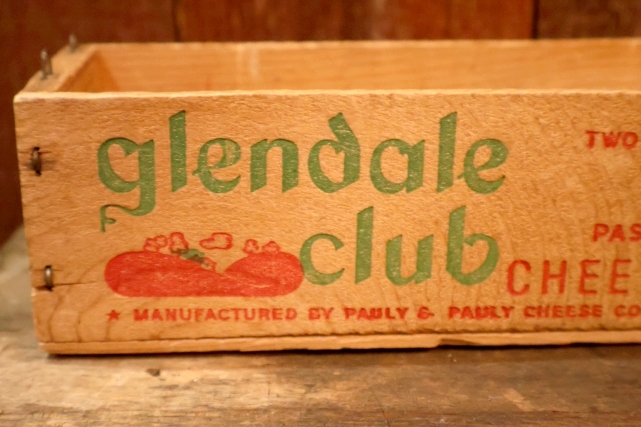 glendale
club
TWO
PAS
CHEE
★ MANUFACTURED BY PAULY & PAULY CHEESE CO